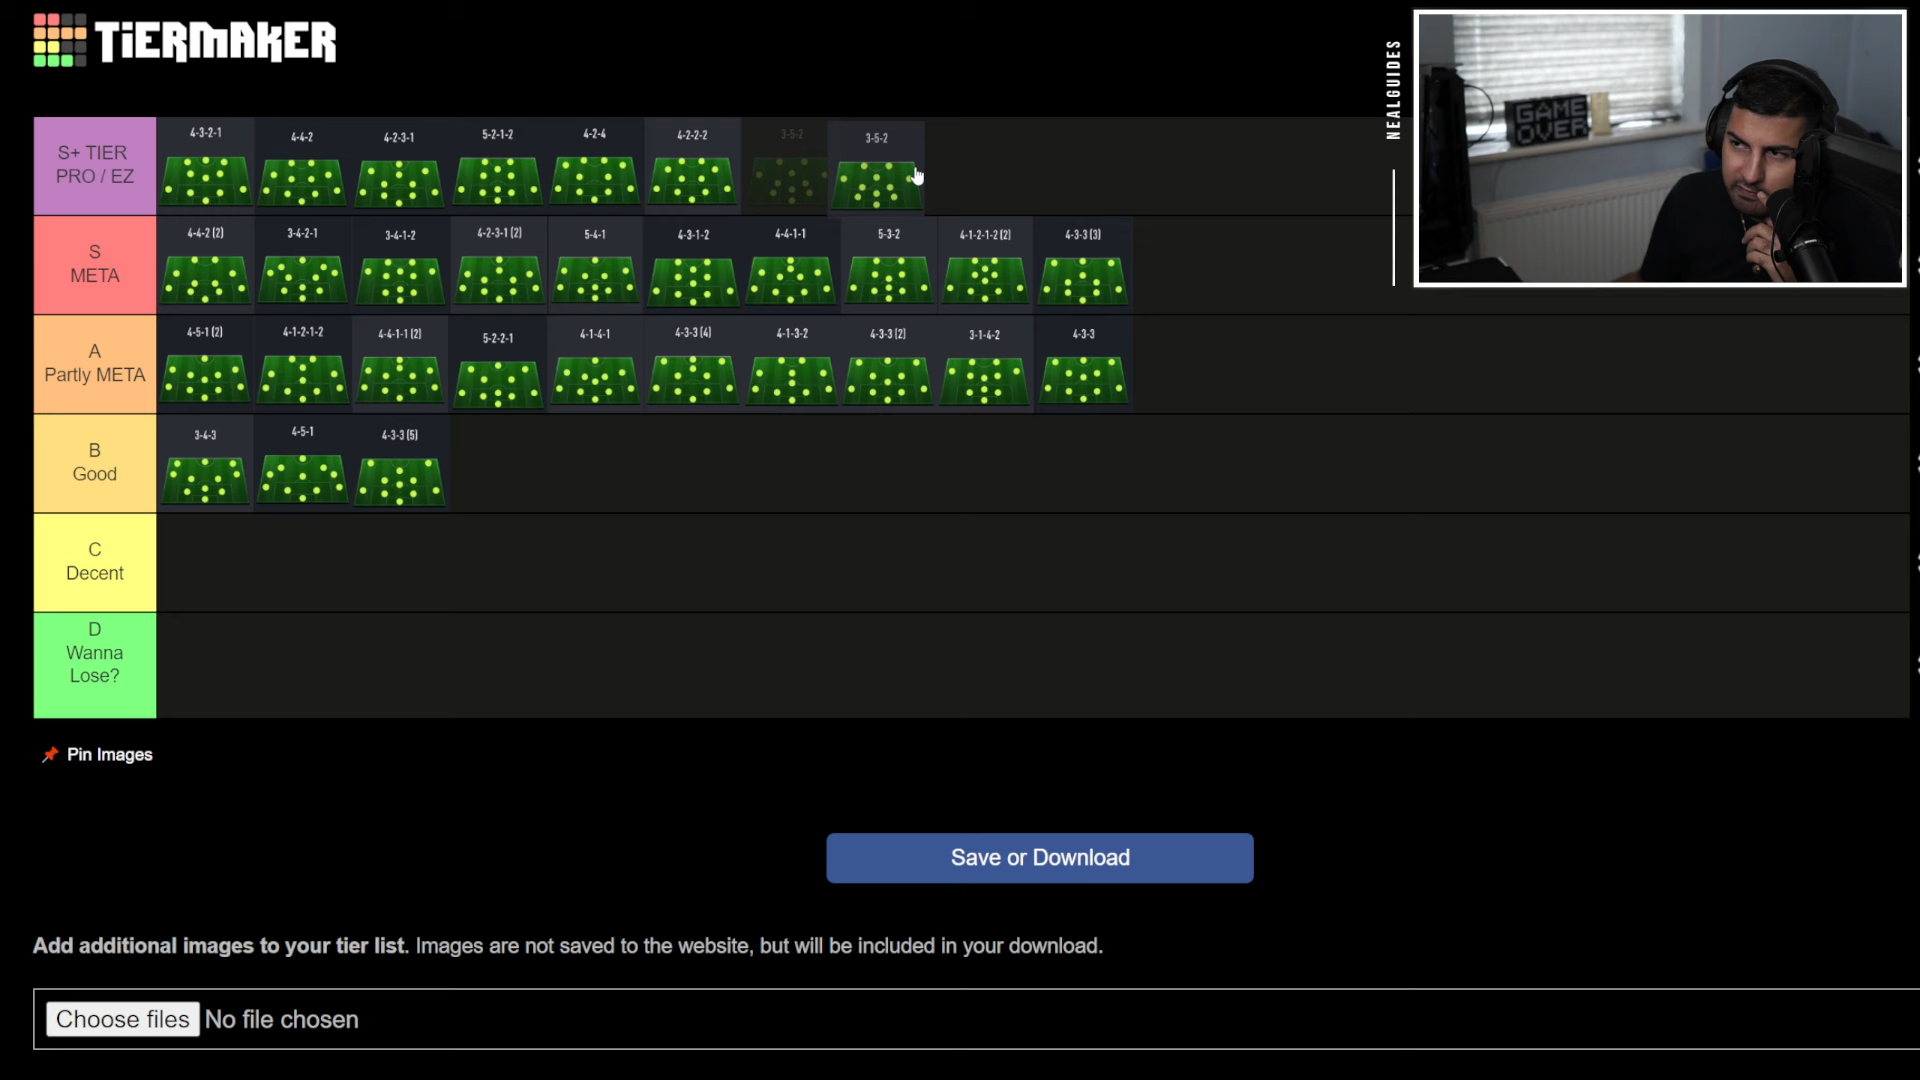 TiERMAKER
NEALGUIDES
GAME
OVER
S+ TIER
PRO / EZ
4-3-2-1
4-4-2
4-2-3-1
5-2-1-2
4-2-4
4-2-2-2
3-5-2
3-5-2
S
META
4-4-2 (2)
3-4-2-1
3-4-1-2
4-2-3-1 (2)
5-4-1
4-3-1-2
4-4-1-1
5-3-2
4-1-2-1-2 (2)
4-3-3 (3)
A
Partly META
4-5-1 (2)
4-1-2-1-2
4-4-1-1 (2)
5-2-2-1
4-1-4-1
4-3-3 (4)
4-1-3-2
4-3-3 (2)
3-1-4-2
4-3-3
B
Good
3-4-3
4-5-1
4-3-3 (5)
C
Decent
D
Wanna
Lose?
Pin Images
Save or Download
Add additional images to your tier list. Images are not saved to the website, but will be included in your download.
Choose files No file chosen